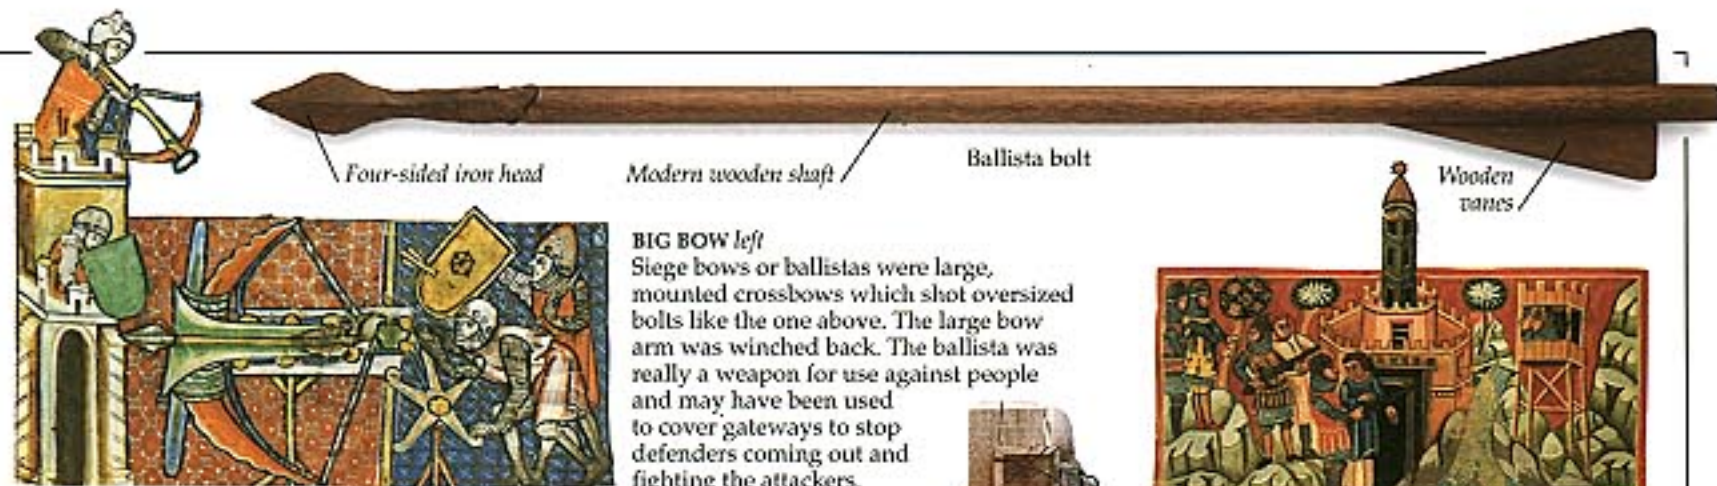 Four-sided iron head
Modern wooden shaft
Ballista bolt
Wooden
vanes
BIG BOW left
Siege bows or ballistas were large,
mounted crossbows which shot oversized
bolts like the one above. The large bow
arm was winched back. The ballista was
really a weapon for use against people
and may have been used
to cover gateways to stop
defenders coming out and
fighting the attackers.